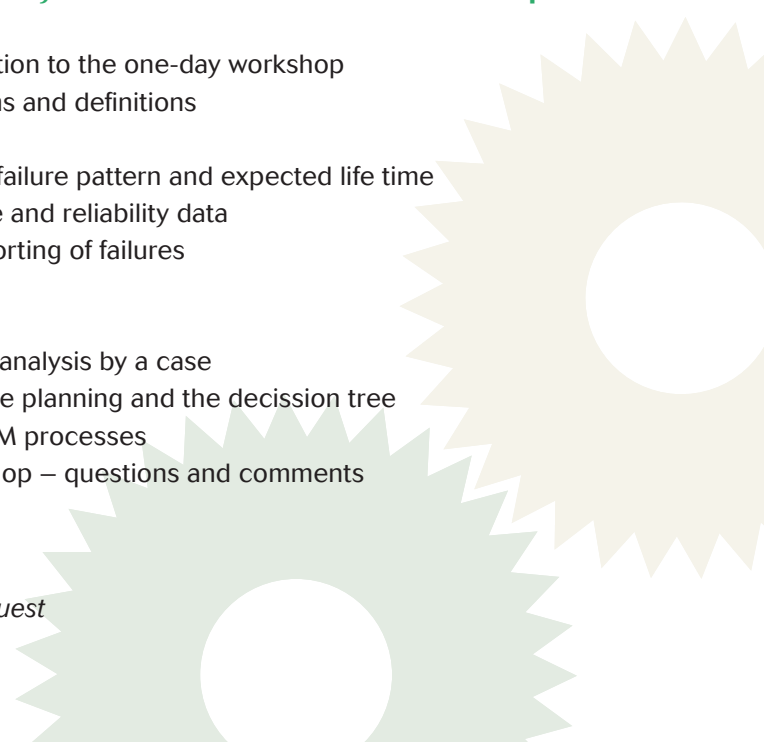 tion to the one-day workshop
s and definitions
failure pattern and expected life time
e and reliability data
orting of failures
analysis by a case
e planning and the decission tree
M processes
op – questions and comments
uest